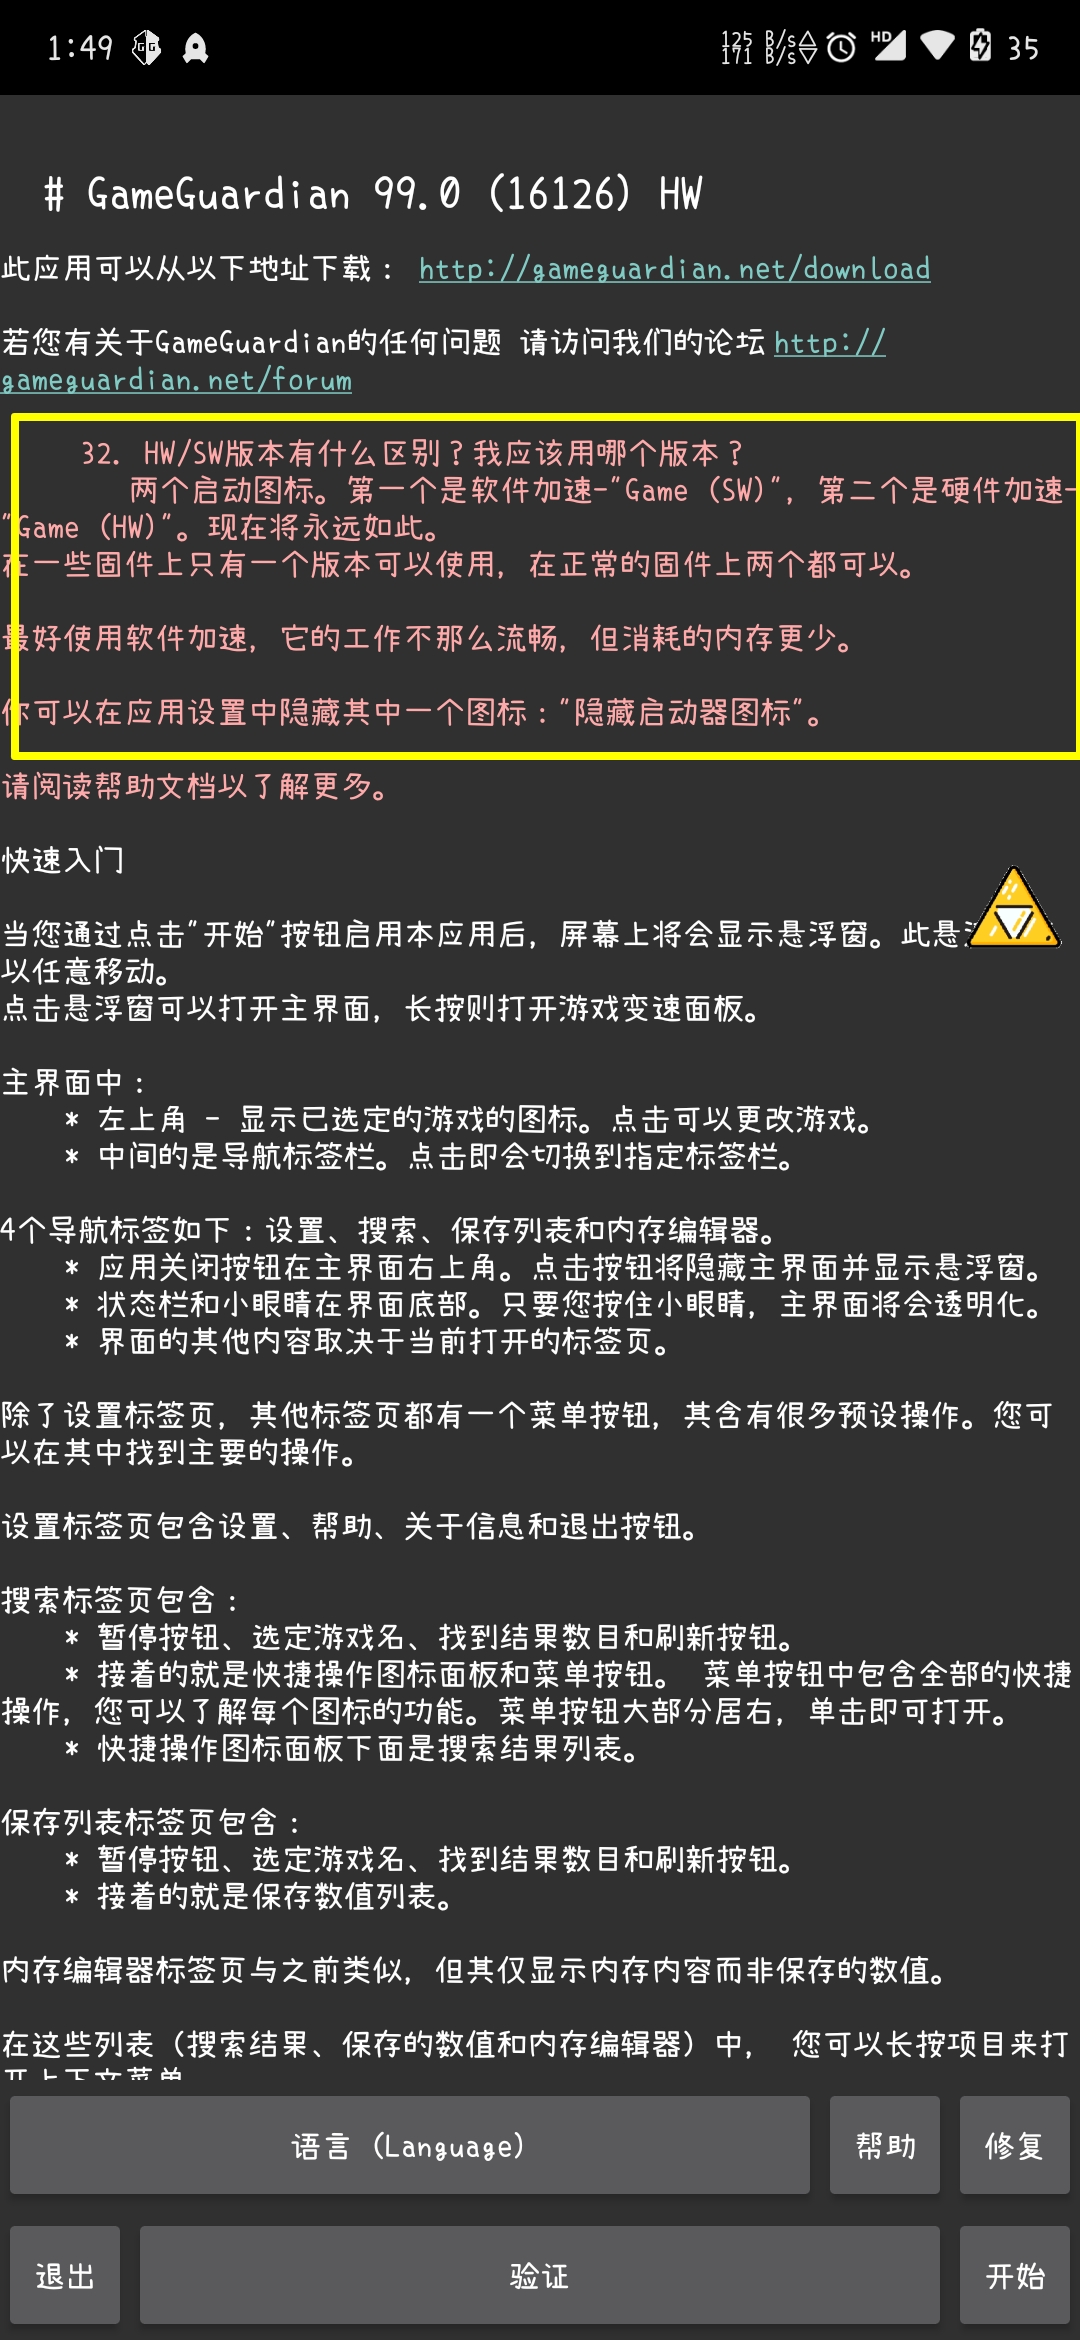 1:49
125 B/s
171 B/s
HD
35
# GameGuardian 99.0 (16126) HW
此应用可以从以下地址下载： http://gameguardian.net/download
若您有关于GameGuardian的任何问题 请访问我们的论坛 http://
gameguardian.net/forum
32. HW/SW版本有什么区别？我应该用哪个版本？
两个启动图标。第一个是软件加速-"Game (SW)", 第二个是硬件加速-
"Game (HW)"。现在将永远如此。
在一些固件上只有一个版本可以使用, 在正常的固件上两个都可以。
最好使用软件加速, 它的工作不那么流畅, 但消耗的内存更少。
你可以在应用设置中隐藏其中一个图标："隐藏启动器图标"。
请阅读帮助文档以了解更多。
快速入门
当您通过点击"开始"按钮启用本应用后, 屏幕上将会显示悬浮窗。此悬
以任意移动。
点击悬浮窗可以打开主界面, 长按则打开游戏变速面板。
主界面中：
* 左上角 - 显示已选定的游戏的图标。点击可以更改游戏。
* 中间的是导航标签栏。点击即会切换到指定标签栏。
4个导航标签如下：设置、搜索、保存列表和内存编辑器。
* 应用关闭按钮在主界面右上角。点击按钮将隐藏主界面并显示悬浮窗。
* 状态栏和小眼睛在界面底部。只要您按住小眼睛, 主界面将会透明化。
* 界面的其他内容取决于当前打开的标签页。
除了设置标签页, 其他标签页都有一个菜单按钮, 其含有很多预设操作。您可
以在其中找到主要的操作。
设置标签页包含设置、帮助、关于信息和退出按钮。
搜索标签页包含：
* 暂停按钮、选定游戏名、找到结果数目和刷新按钮。
* 接着的就是快捷操作图标面板和菜单按钮。 菜单按钮中包含全部的快捷
操作, 您可以了解每个图标的功能。菜单按钮大部分居右, 单击即可打开。
* 快捷操作图标面板下面是搜索结果列表。
保存列表标签页包含：
* 暂停按钮、选定游戏名、找到结果数目和刷新按钮。
* 接着的就是保存数值列表。
内存编辑器标签页与之前类似, 但其仅显示内存内容而非保存的数值。
在这些列表（搜索结果、保存的数值和内存编辑器）中, 您可以长按项目来打
开上下文菜单
语言 (Language)
帮助
修复
退出
验证
开始